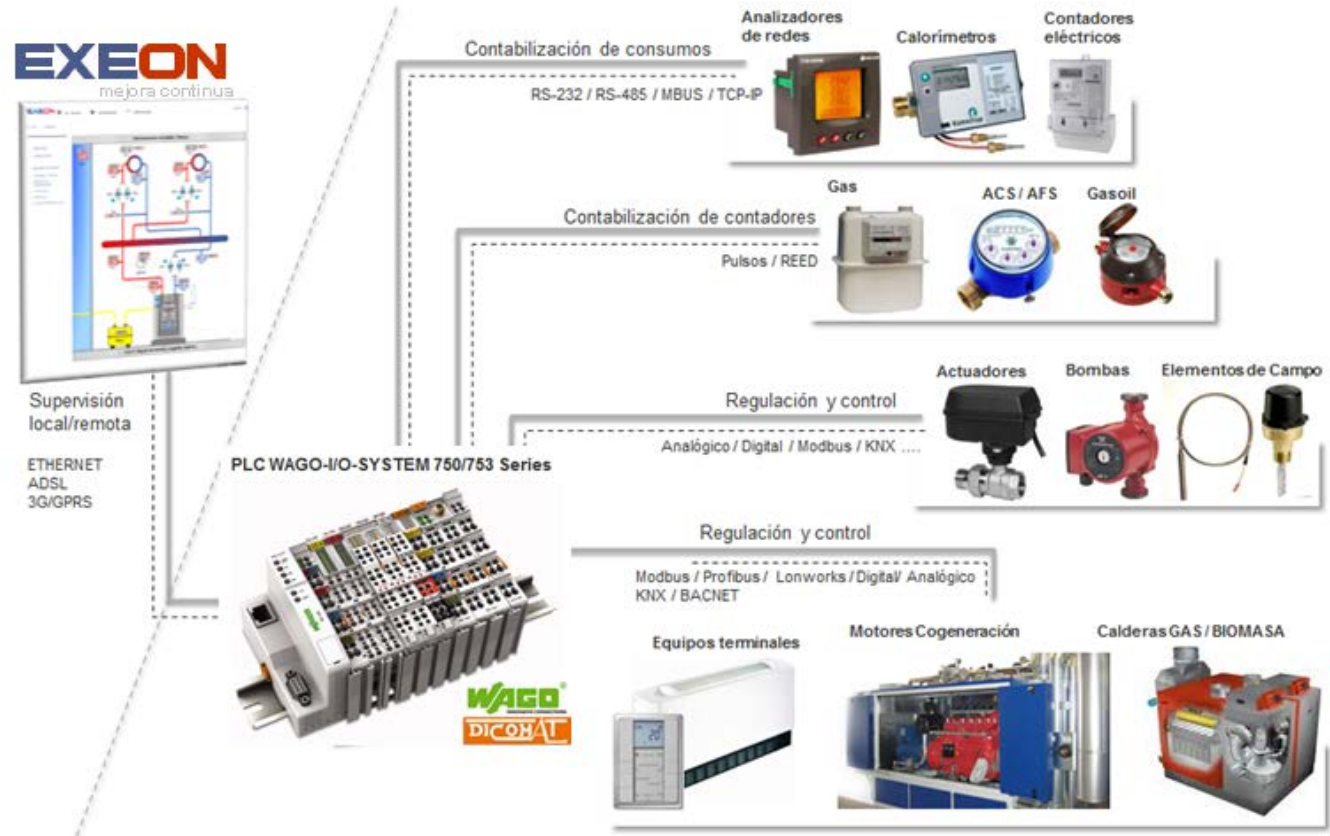 EXEON
mejora continua
Supervisión
local/remota
ETHERNET
ADSL
3G/GPRS
Contabilización de consumos
RS-232 / RS-485 / MBUS / TCP-IP
Analizadores
de redes
Calorímetros
Contadores
eléctricos
Contabilización de contadores
Pulsos / REED
Gas
ACS / AFS
Gasoil
Regulación y control
Analógico / Digital / Modbus / KNX ....
Actuadores
Bombas
Elementos de Campo
PLC WAGO-I/O-SYSTEM 750/753 Series
WAGO®
DICOMAT
Regulación y control
Modbus / Profibus / Lonworks / Digital/ Analógico
KNX / BACNET
Equipos terminales
Motores Cogeneración
Calderas GAS / BIOMASA